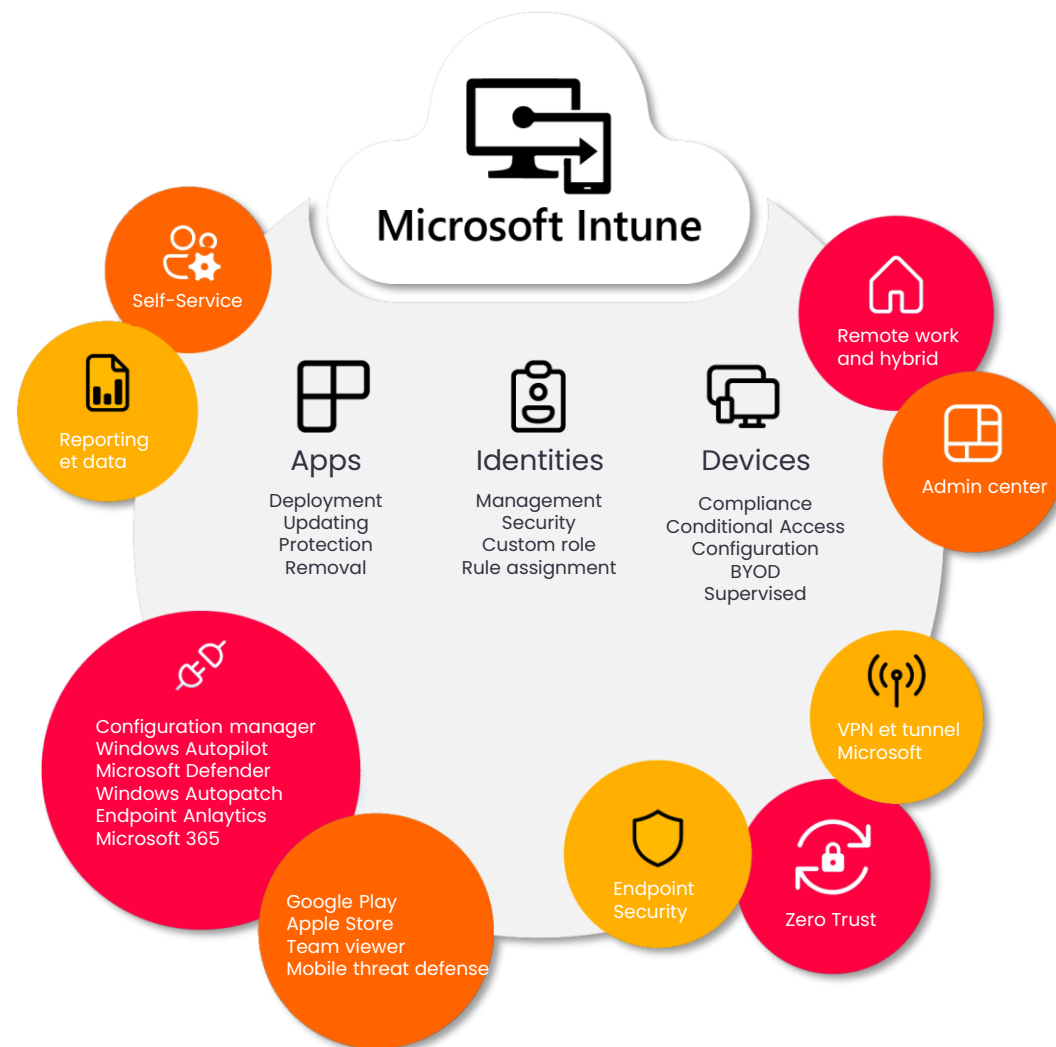 Microsoft Intune
Self-Service
Reporting
et data
Remote work
and hybrid
Admin center
Apps
Deployment
Updating
Protection
Removal
Identities
Management
Security
Custom role
Rule assignment
Devices
Compliance
Conditional Access
Configuration
BYOD
Supervised
Configuration manager
Windows Autopilot
Microsoft Defender
Windows Autopatch
Endpoint Anlaytics
Microsoft 365
Google Play
Apple Store
Team viewer
Mobile threat defense
Endpoint
Security
Zero Trust
VPN et tunnel
Microsoft